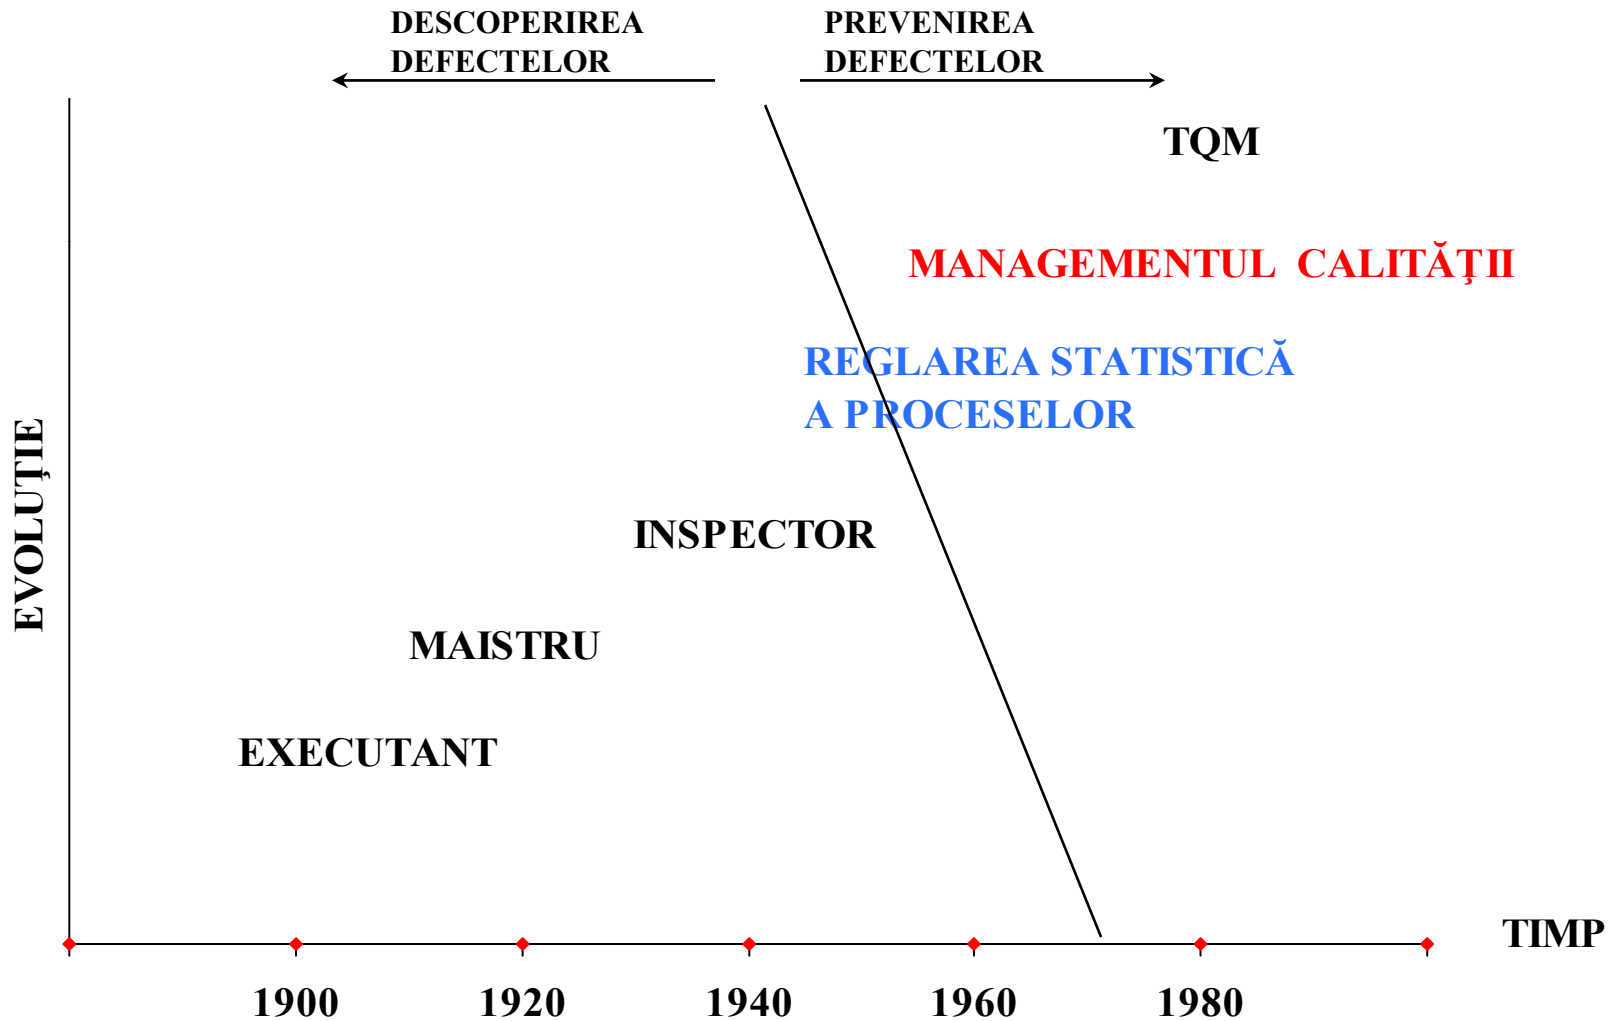 DESCOPERIREA
DEFECTELOR
PREVENIREA
DEFECTELOR
TQM
MANAGEMENTUL CALITĂŢII
REGLAREA STATISTICĂ
A PROCESELOR
INSPECTOR
MAISTRU
EXECUTANT
EVOLUŢIE
TIMP
1900 1920 1940 1960 1980